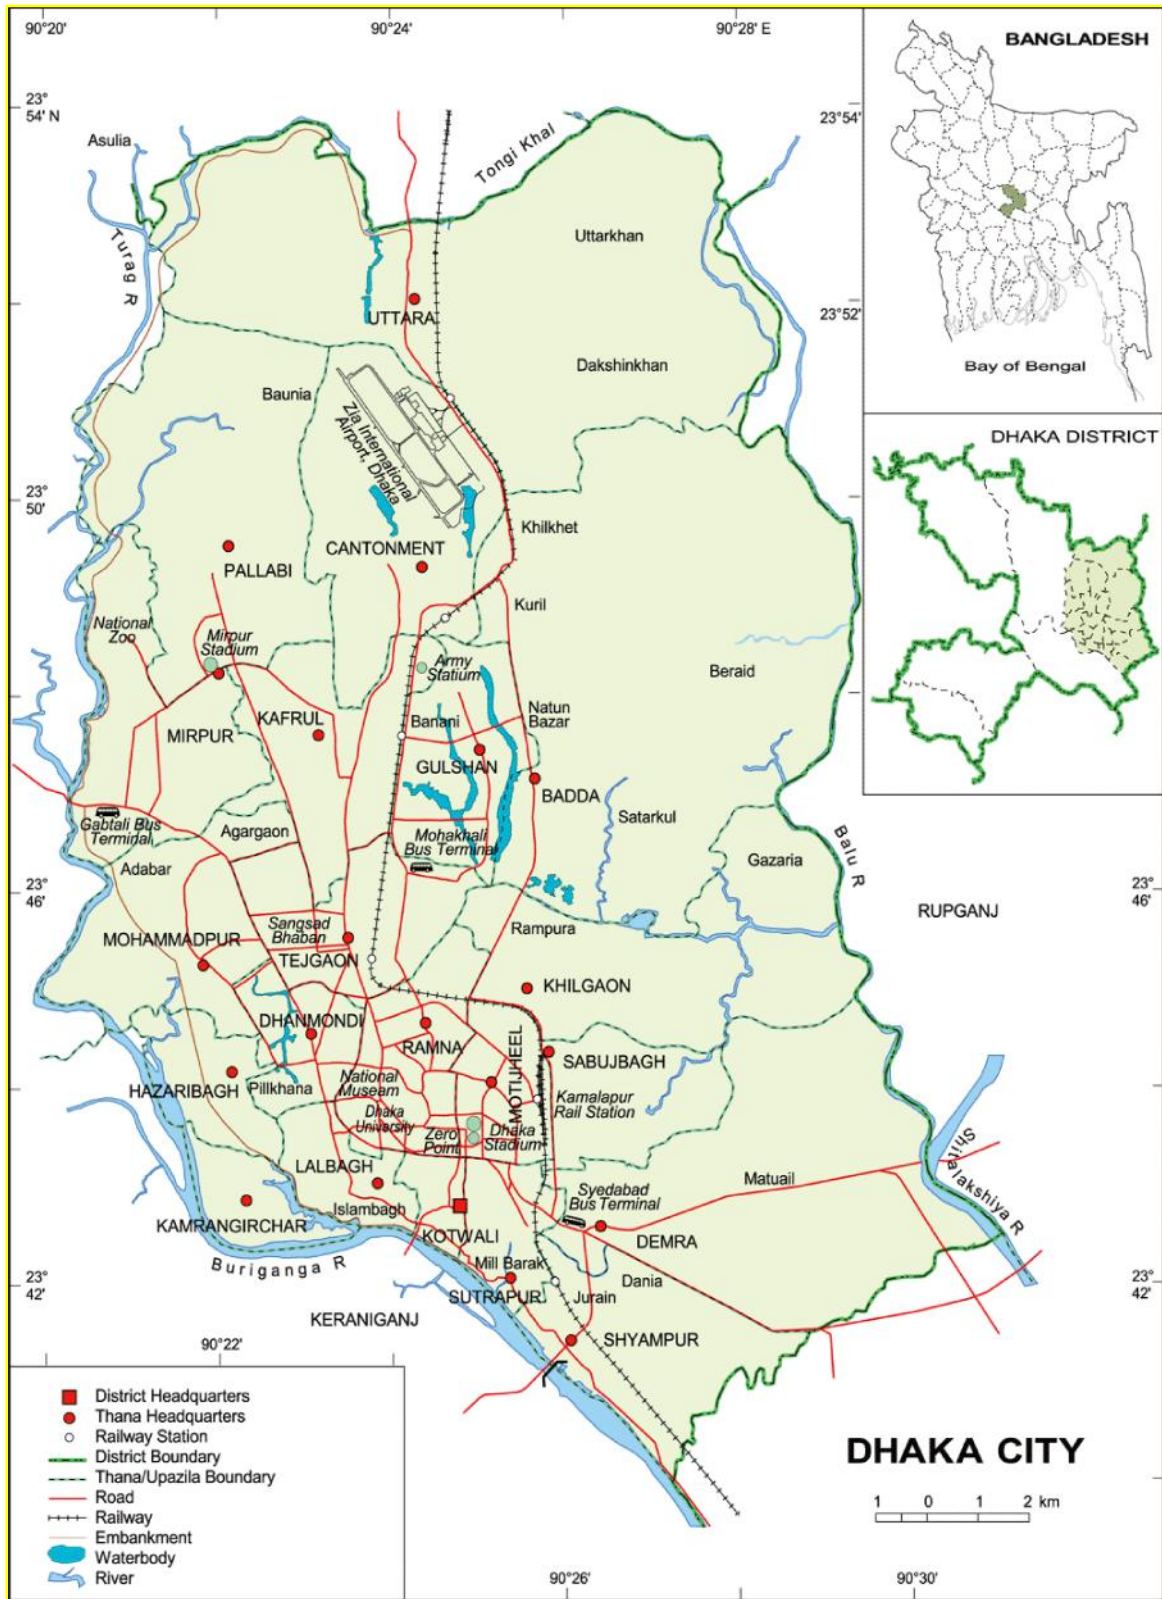 90°20'
90°24'
90°28' E
BANGLADESH
23°
54' N
23°54'
Asulia
Tongi Khal
Turag R
Uttarkhan
UTTARA
23°52'
Dakshinkhan
Bay of Bengal
Baunia
Zia International
Airport, Dhaka
DHAKA DISTRICT
23°
50'
Khilkhet
CANTONMENT
PALLABI
Kuril
National
Zoo
Mirpur
Stadium
Army
Statium
Beraid
Natun
Bazar
Banani
KAFRUL
MIRPUR
GULSHAN
BADDA
Gabtali Bus
Terminal
Agargaon
Mohakhali
Bus Terminal
Satarkul
Balu R
Gazaria
Adabar
23°
46'
23°
46'
RUPGANJ
MOHAMMADPUR
Sangsad
Bhaban
Rampura
TEJGAON
KHILGAON
DHANMONDI
RAMNA
MOTIJHEEL
SABUJBAGH
HAZARIBAGH
Pillkhana
National
Museam
Kamalapur
Rail Station
Dhaka
University
Zero
Point
Dhaka
Stadium
Shitalakshiya R
LALBAGH
Matuail
Syedabad
Bus Terminal
Islambagh
KAMRANGIRCHAR
KOTWALI
DEMRA
Buriganga R
Mill Barak
Dania
23°
42'
23°
42'
SUTRAPUR
Jurain
KERANIGANJ
SHYAMPUR
90°22'
District Headquarters
Thana Headquarters
Railway Station
District Boundary
Thana/Upazila Boundary
Road
Railway
Embankment
Waterbody
River
DHAKA CITY
1 0 1 2 km
90°26'
90°30'